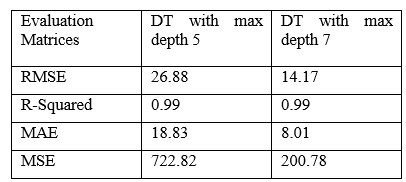 Evaluation Matrices DT with max depth 5 DT with max depth 7
RMSE 26.88 14.17
R-Squared 0.99 0.99
MAE 18.83 8.01
MSE 722.82 200.78